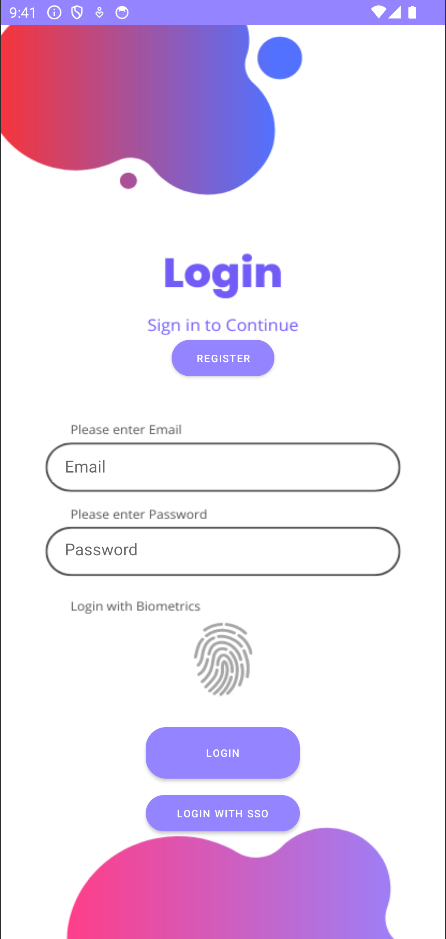 9:41
Login
Sign in to Continue
REGISTER
Please enter Email
Email
Please enter Password
Password
Login with Biometrics
LOGIN
LOGIN WITH SSO